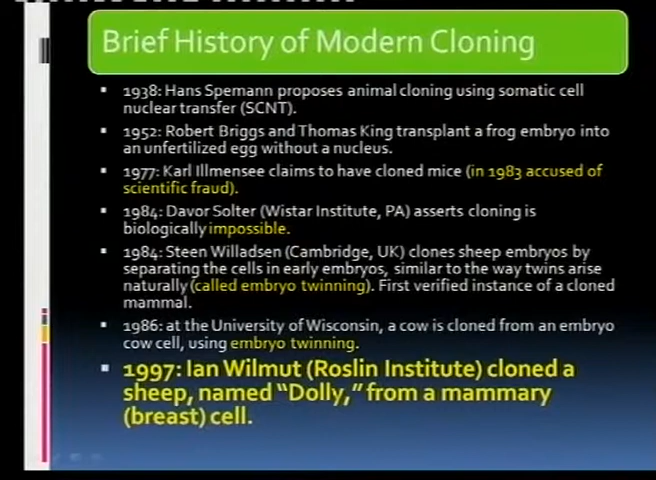 Brief History of Modern Cloning
1938: Hans Spemann proposes animal cloning using somatic cell
nuclear transfer (SCNT).
1952: Robert Briggs and Thomas King transplant a frog embryo into
an unfertilized egg without a nucleus.
1977: Karl Illmensee claims to have cloned mice (in 1983 accused of
scientific fraud).
1984: Davor Solter (Wistar Institute, PA) asserts cloning is
biologically impossible.
1984: Steen Willadsen (Cambridge, UK) clones sheep embryos by
separating the cells in early embryos, similar to the way twins arise
naturally (called embryo twinning). First verified instance of a cloned
mammal.
1986: at the University of Wisconsin, a cow is cloned from an embryo
cow cell, using embryo twinning.
1997: Ian Wilmut (Roslin Institute) cloned a
sheep, named “Dolly,” from a mammary
(breast) cell.